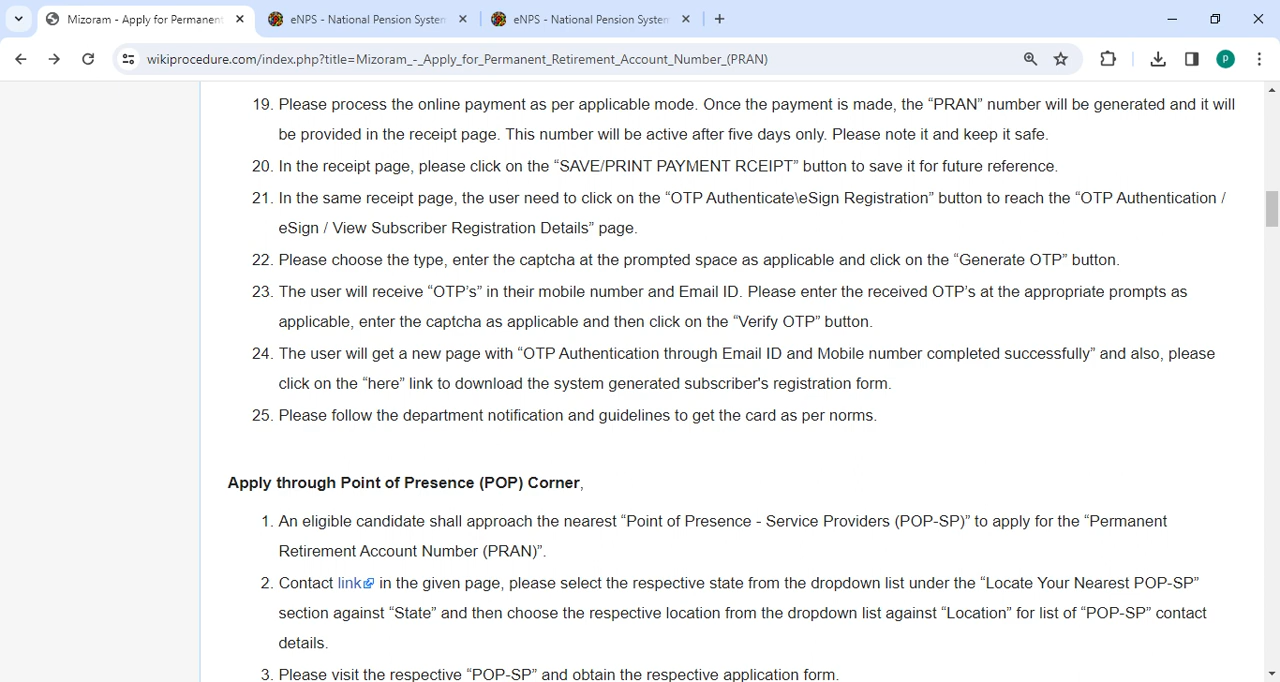 Mizoram - Apply for Permanent
eNPS - National Pension System
eNPS - National Pension System
wikiprocedure.com/index.php?title=Mizoram_-_Apply_for_Permanent_Retirement_Account_Number_(PRAN)
P
19. Please process the online payment as per applicable mode. Once the payment is made, the “PRAN” number will be generated and it will
be provided in the receipt page. This number will be active after five days only. Please note it and keep it safe.
20. In the receipt page, please click on the “SAVE/PRINT PAYMENT RCEIPT” button to save it for future reference.
21. In the same receipt page, the user need to click on the “OTP Authenticate\eSign Registration” button to reach the “OTP Authentication /
eSign / View Subscriber Registration Details” page.
22. Please choose the type, enter the captcha at the prompted space as applicable and click on the “Generate OTP” button.
23. The user will receive “OTP’s” in their mobile number and Email ID. Please enter the received OTP’s at the appropriate prompts as
applicable, enter the captcha as applicable and then click on the “Verify OTP” button.
24. The user will get a new page with “OTP Authentication through Email ID and Mobile number completed successfully” and also, please
click on the “here” link to download the system generated subscriber's registration form.
25. Please follow the department notification and guidelines to get the card as per norms.
Apply through Point of Presence (POP) Corner,
1. An eligible candidate shall approach the nearest “Point of Presence - Service Providers (POP-SP)” to apply for the “Permanent
Retirement Account Number (PRAN)”.
2. Contact link in the given page, please select the respective state from the dropdown list under the “Locate Your Nearest POP-SP”
section against “State” and then choose the respective location from the dropdown list against “Location” for list of “POP-SP” contact
details.
3. Please visit the respective “POP-SP” and obtain the respective application form.